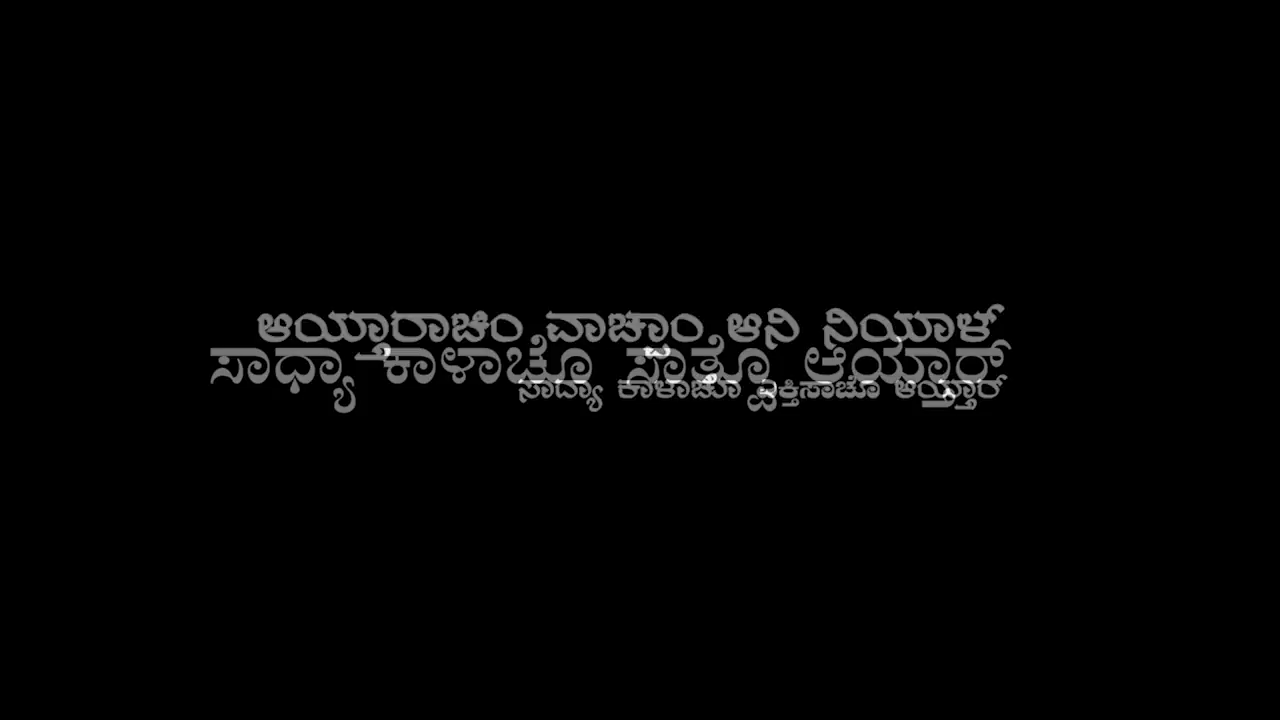 ಆಯ್ತಾರಾಚಿಂ ವಾಚ್ಪಾಂ ಆನಿ ನಿಯಾಳ್
ಸಾಧ್ಯಾ ಕಾಳಾಚೊ ಸಾತ್ವೊ ಆಯ್ತಾರ್
ಸಾದ್ಯಾ ಕಾಳಾಚೊ ಆಯ್ತಾರ್